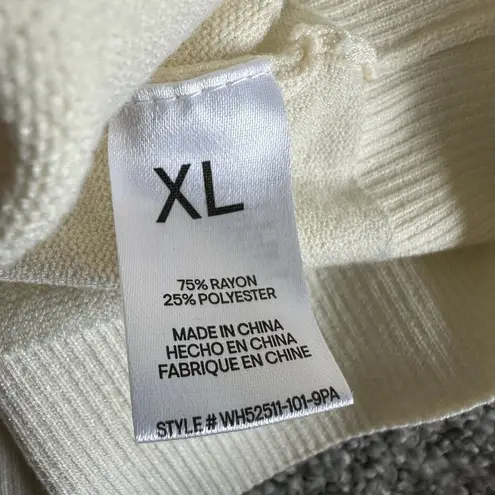 XL
75% RAYON
25% POLYESTER
MADE IN CHINA
HECHO EN CHINA
FABRIQUE EN CHINE
STYLE # WH52511-101-9PA